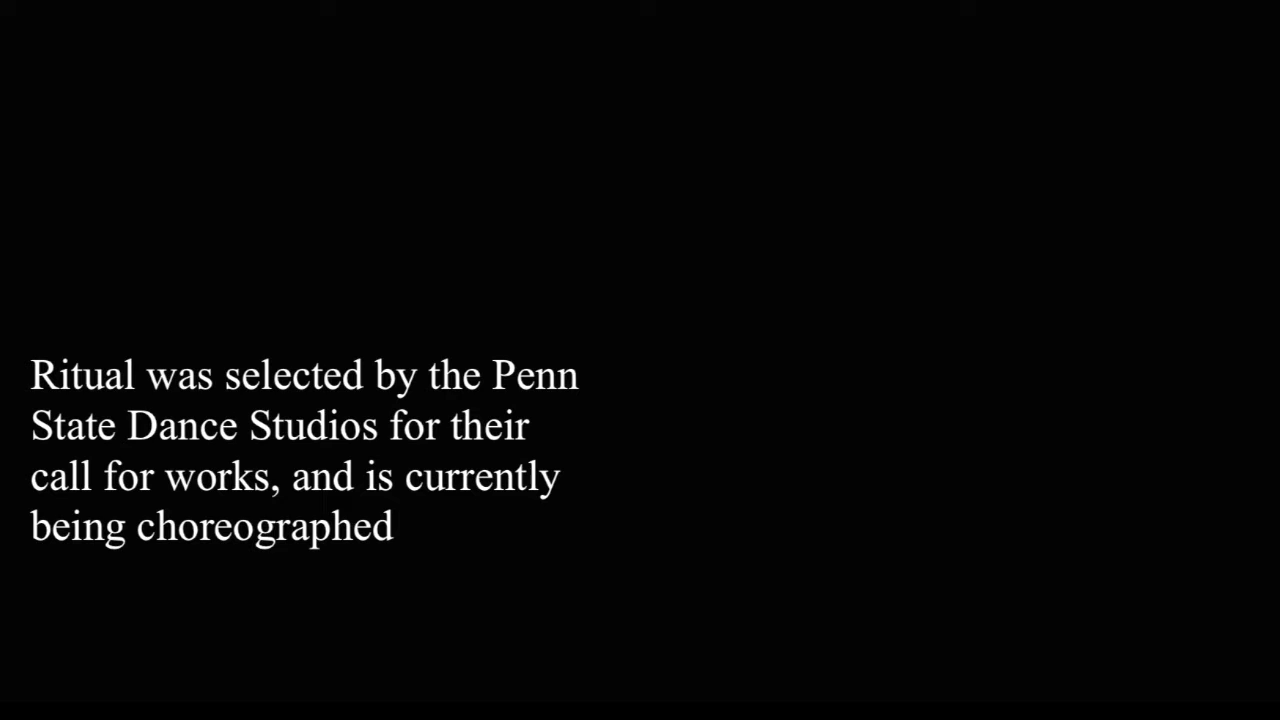 Ritual was selected by the Penn
State Dance Studios for their
call for works, and is currently
being choreographed